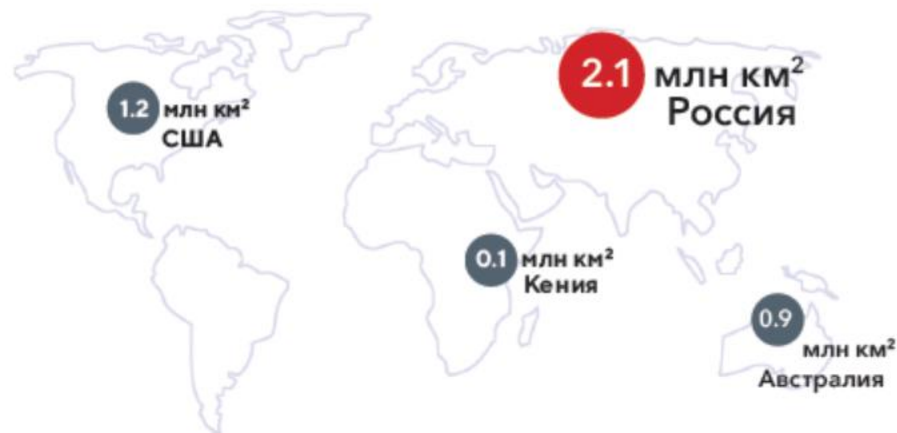 2.1 млн км²
Россия
1.2 млн км²
США
0.1 млн км²
Кения
0.9
млн км²
Австралия